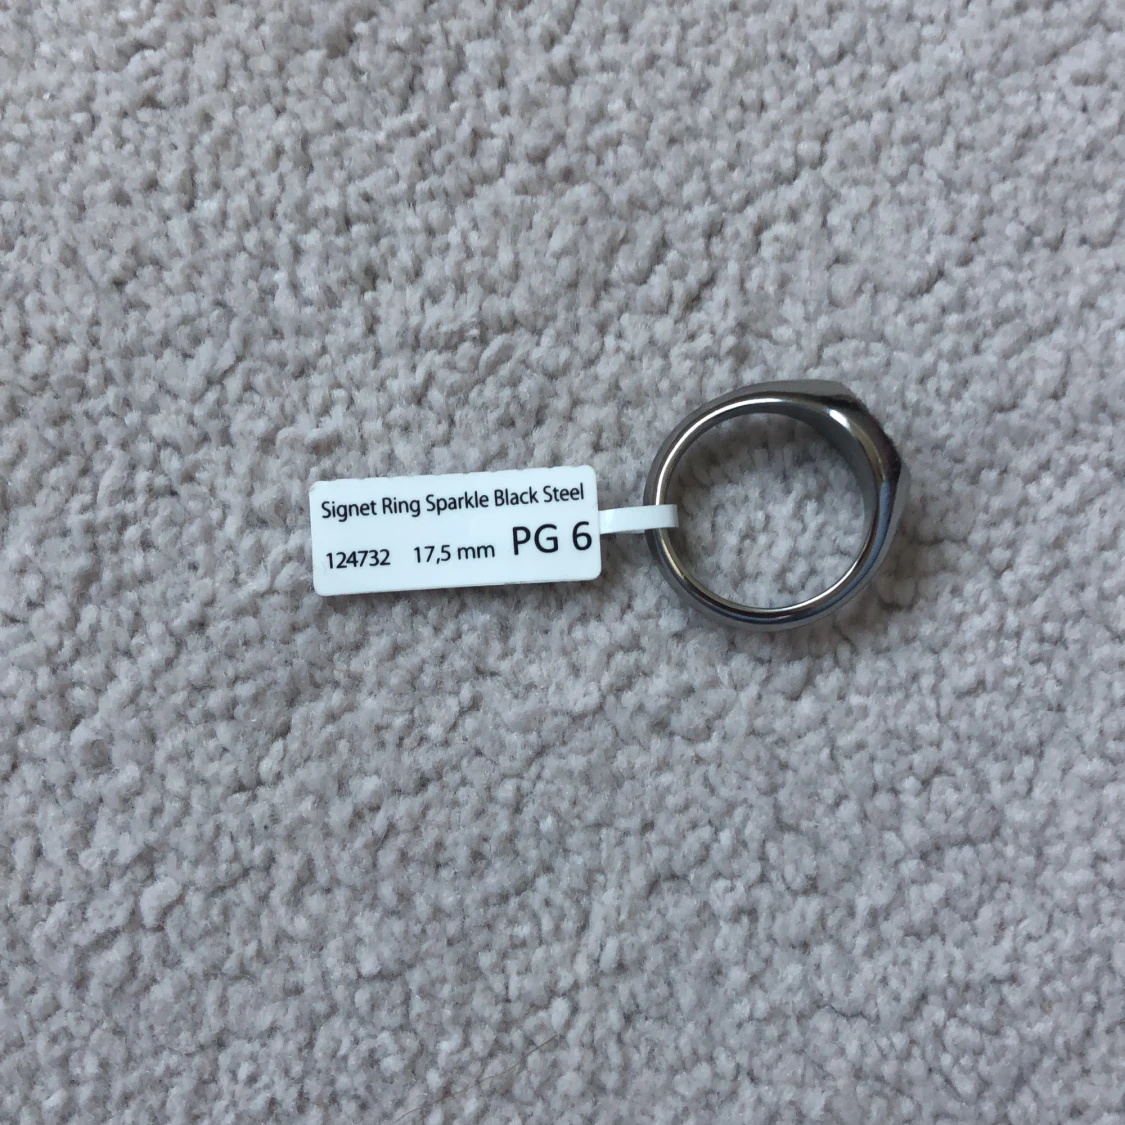 Signet Ring Sparkle Black Steel
124732 17,5 mm PG 6